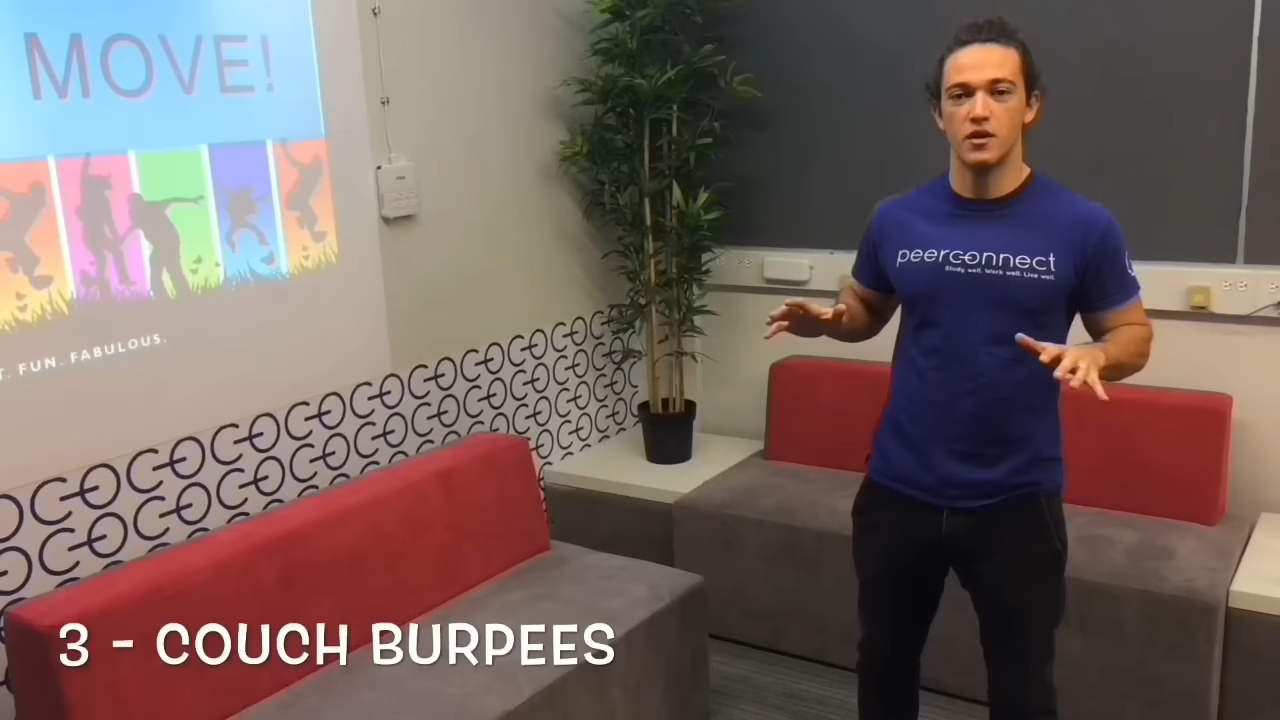 MOVE!
T. FUN. FABULOUS.
peerconnect
Study well. Work well. Live well.
3 - COUCH BURPEES